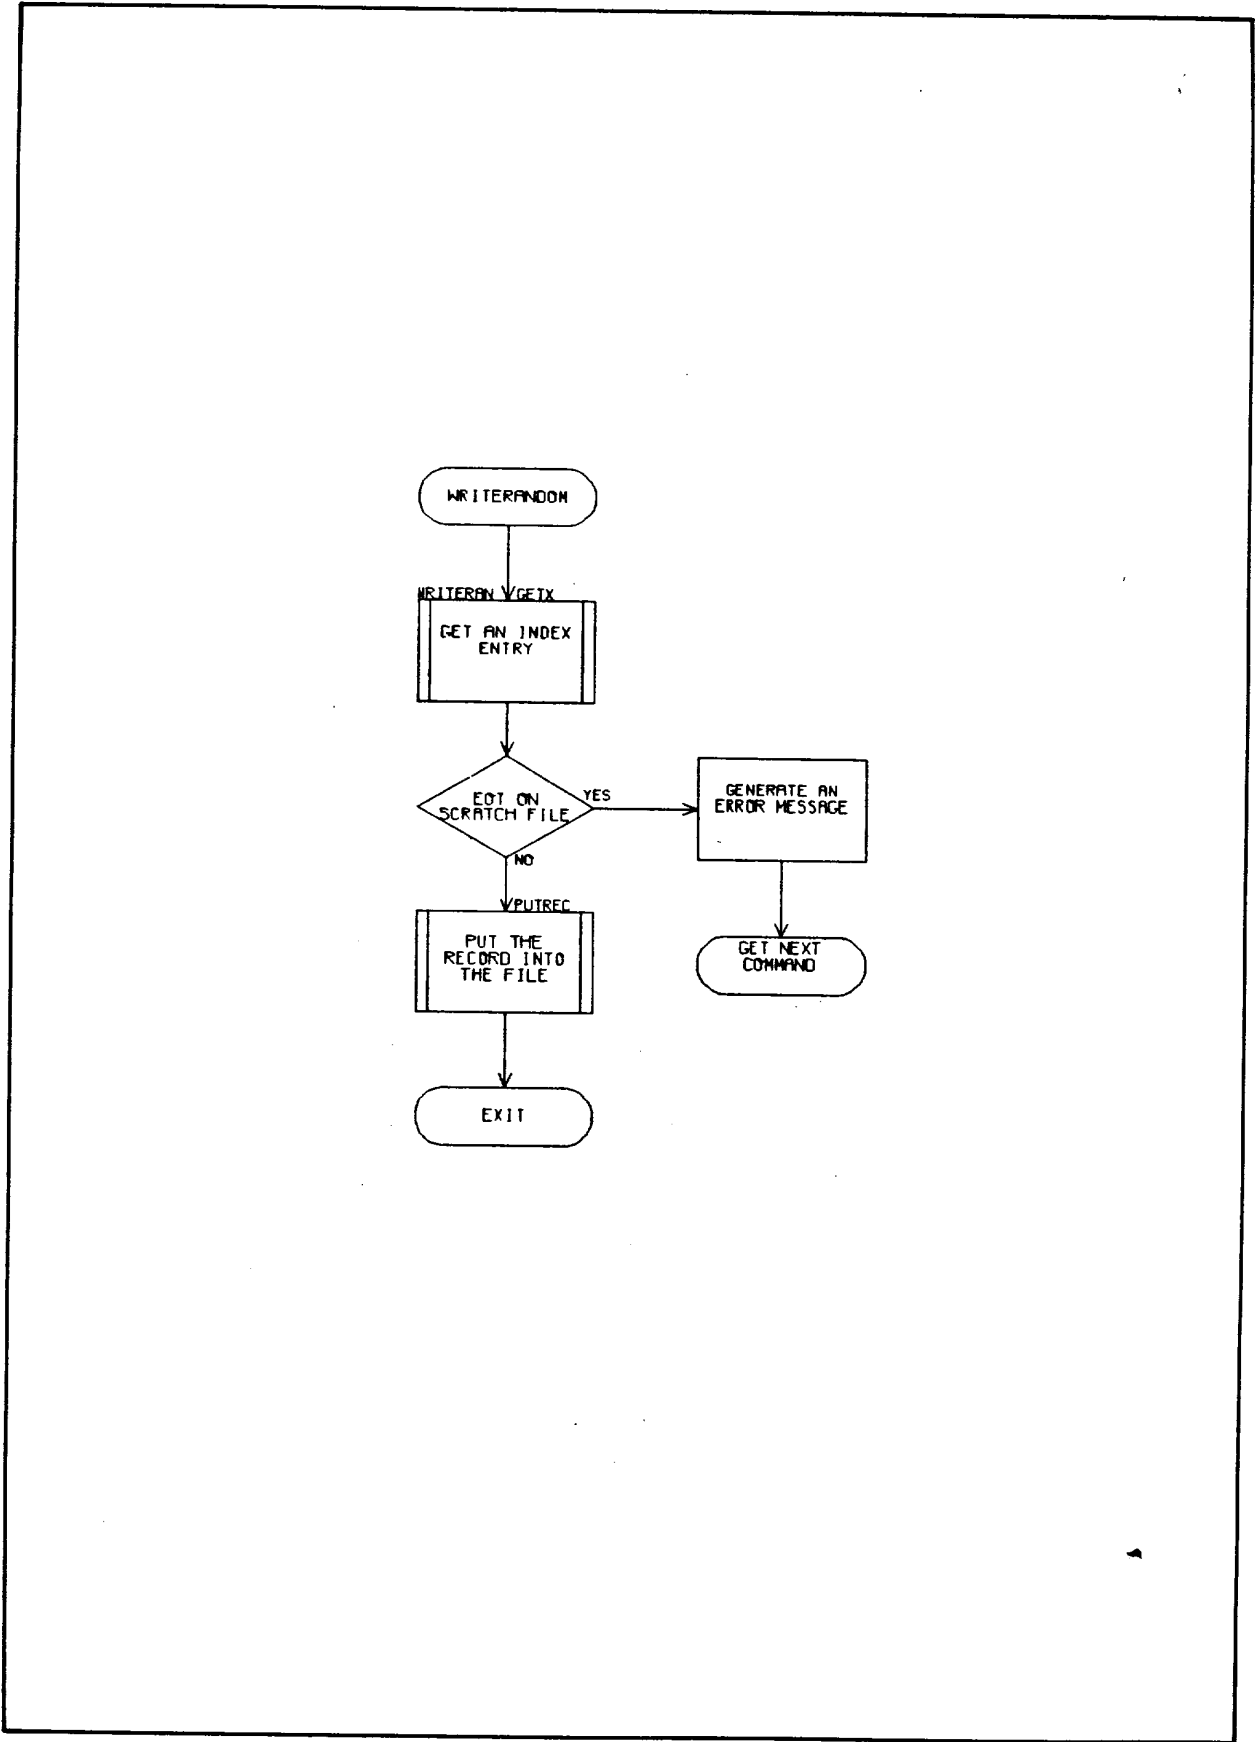 WRITERANDOM
WRITERAN GETX
GET AN INDEX
ENTRY
EOT ON
SCRATCH FILE
YES
GENERATE AN
ERROR MESSAGE
NO
PUTREC
PUT THE
RECORD INTO
THE FILE
GET NEXT
COMMAND
EXIT